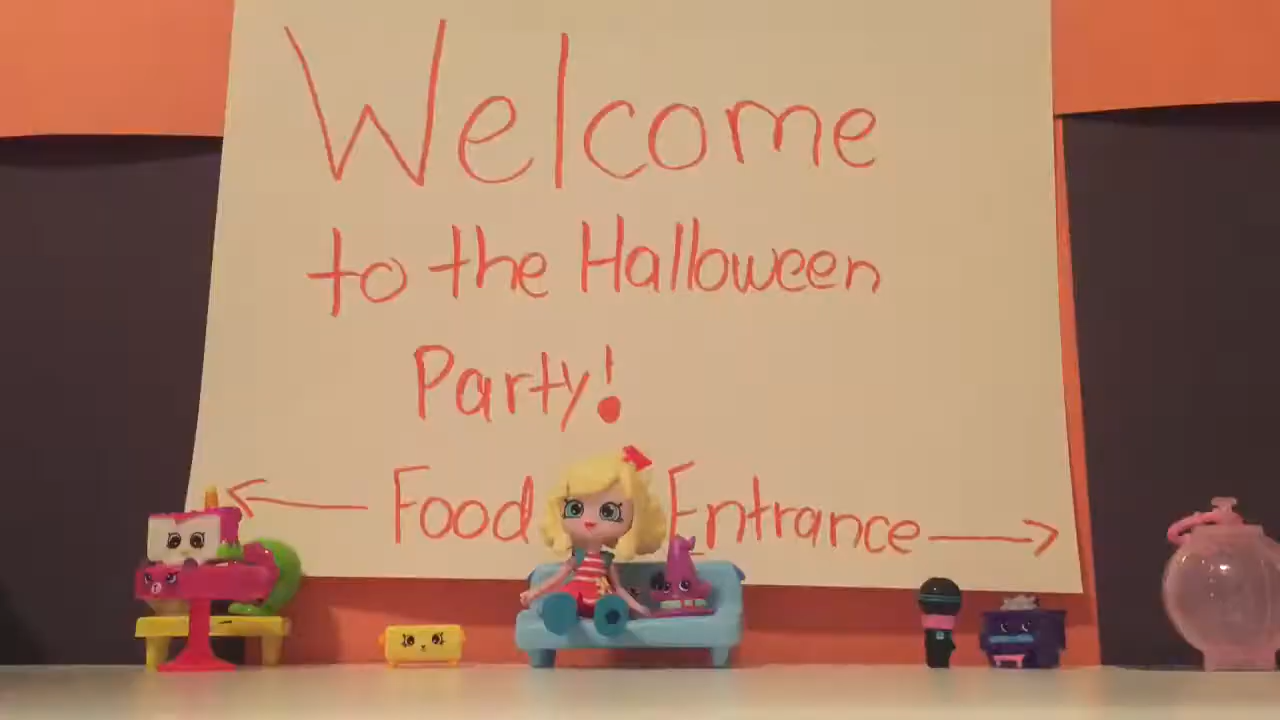 Welcome
to the Halloween
Party!
← Food Entrance →